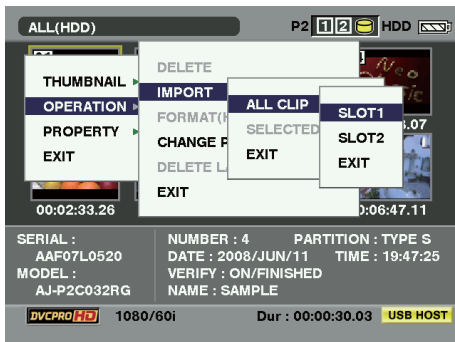 ALL(HDD) P2 1 2 HDD
THUMBNAIL
OPERATION
PROPERTY
EXIT
DELETE
IMPORT
CHANGE P
DELETE
EXIT
ALL CLIP
SELECTED
EXIT
SLOT1
SLOT2
EXIT
.07
00:02:33.26 0:06:47.11
SERIAL :
AAF07L0520
MODEL :
AJ-P2C032RG
NUMBER : 4 PARTITION : TYPE S
DATE : 2008/JUN/11 TIME : 19:47:25
VERIFY : ON/FINISHED
NAME : SAMPLE
DVCPRO HD 1080/60i Dur : 00:00:30.03 USB HOST